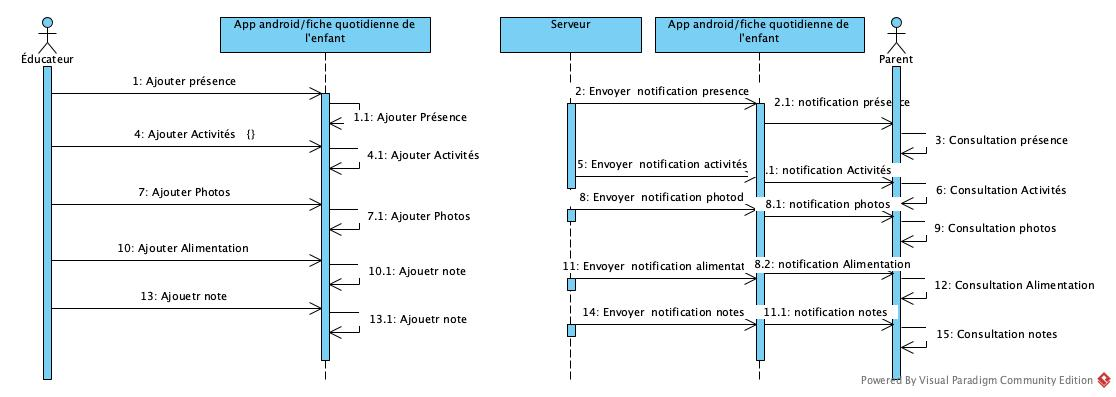 App android/fiche quotidienne de
l'enfant
Serveur
App android/fiche quotidienne de
l'enfant
Éducateur
Parent
1: Ajouter présence
2: Envoyer notification presence
2.1: notification présence
1.1: Ajouter Présence
4: Ajouter Activités {}
3: Consultation présence
4.1: Ajouter Activités
5: Envoyer notification activités
.1: notification Activités
7: Ajouter Photos
6: Consultation Activités
8: Envoyer notification photod
8.1: notification photos
7.1: Ajouter Photos
9: Consultation photos
10: Ajouter Alimentation
10.1: Ajouetr note
11: Envoyer notification alimentat
8.2: notification Alimentation
12: Consultation Alimentation
13: Ajouetr note
13.1: Ajouetr note
14: Envoyer notification notes
11.1: notification notes
15: Consultation notes
Powered By Visual Paradigm Community Edition